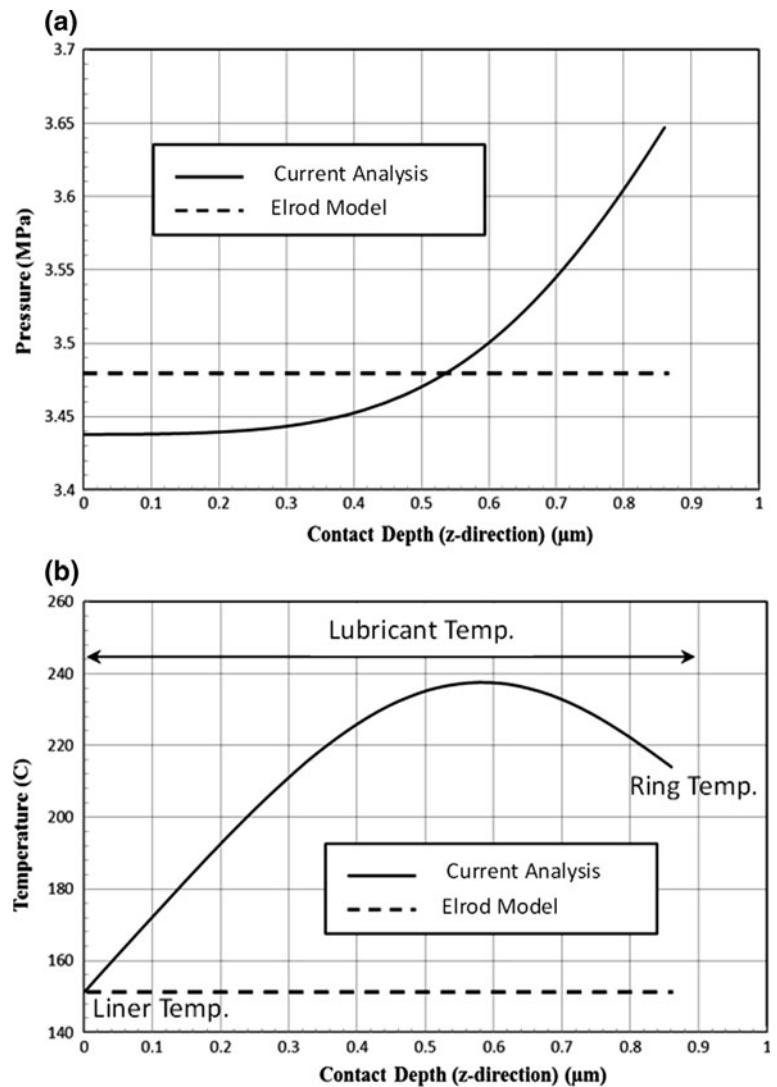 (a)
3.7
3.65
3.6
3.55
3.5
3.45
3.4
Pressure (MPa)
Current Analysis
Elrod Model
0 0.1 0.2 0.3 0.4 0.5 0.6 0.7 0.8 0.9 1
Contact Depth (z-direction) (µm)
(b)
260
240
220
200
180
160
140
Temperature (C)
Lubricant Temp.
Ring Temp.
Current Analysis
Elrod Model
Liner Temp.
0 0.1 0.2 0.3 0.4 0.5 0.6 0.7 0.8 0.9 1
Contact Depth (z-direction) (µm)